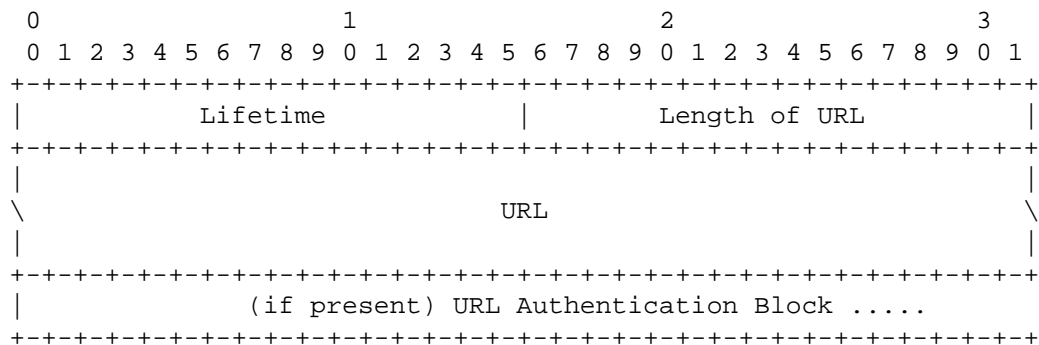 0                   1                   2                   3
 0 1 2 3 4 5 6 7 8 9 0 1 2 3 4 5 6 7 8 9 0 1 2 3 4 5 6 7 8 9 0 1
+-+-+-+-+-+-+-+-+-+-+-+-+-+-+-+-+-+-+-+-+-+-+-+-+-+-+-+-+-+-+-+-+
|           Lifetime            |        Length of URL          |
+-+-+-+-+-+-+-+-+-+-+-+-+-+-+-+-+-+-+-+-+-+-+-+-+-+-+-+-+-+-+-+-+
|                                                               |
\                              URL                              \
|                                                               |
+-+-+-+-+-+-+-+-+-+-+-+-+-+-+-+-+-+-+-+-+-+-+-+-+-+-+-+-+-+-+-+-+
|              (if present) URL Authentication Block .....
+-+-+-+-+-+-+-+-+-+-+-+-+-+-+-+-+-+-+-+-+-+-+-+-+-+-+-+-+-+-+-+-+